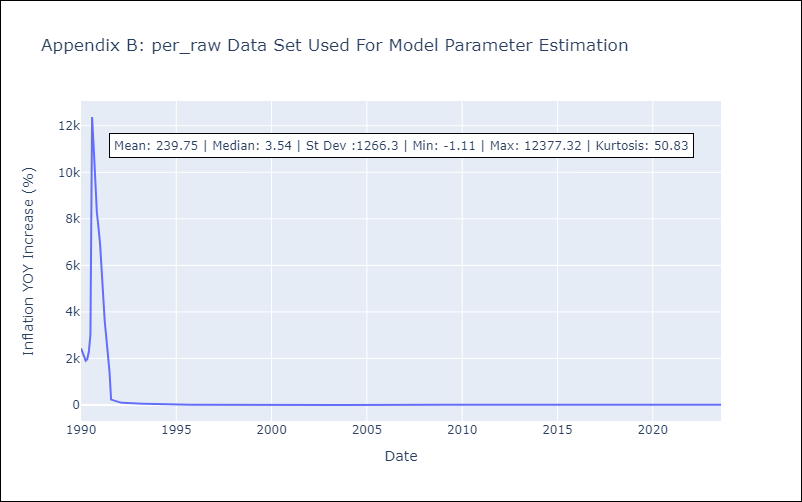 Appendix B: per_raw Data Set Used For Model Parameter Estimation
Mean: 239.75 | Median: 3.54 | St Dev :1266.3 | Min: -1.11 | Max: 12377.32 | Kurtosis: 50.83
Inflation YOY Increase (%)
12k
10k
8k
6k
4k
2k
0
1990
1995
2000
2005
2010
2015
2020
Date